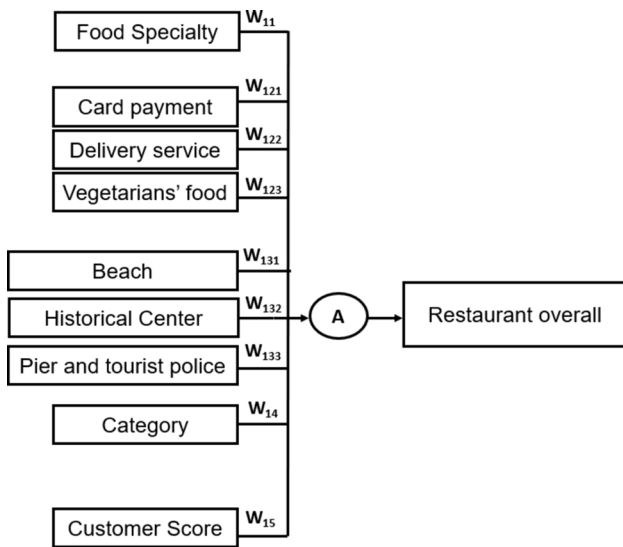 W11
Food Specialty
W121
Card payment
W122
Delivery service
W123
Vegetarians' food
W131
Beach
W132
Historical Center
A
Restaurant overall
W133
Pier and tourist police
W14
Category
W15
Customer Score